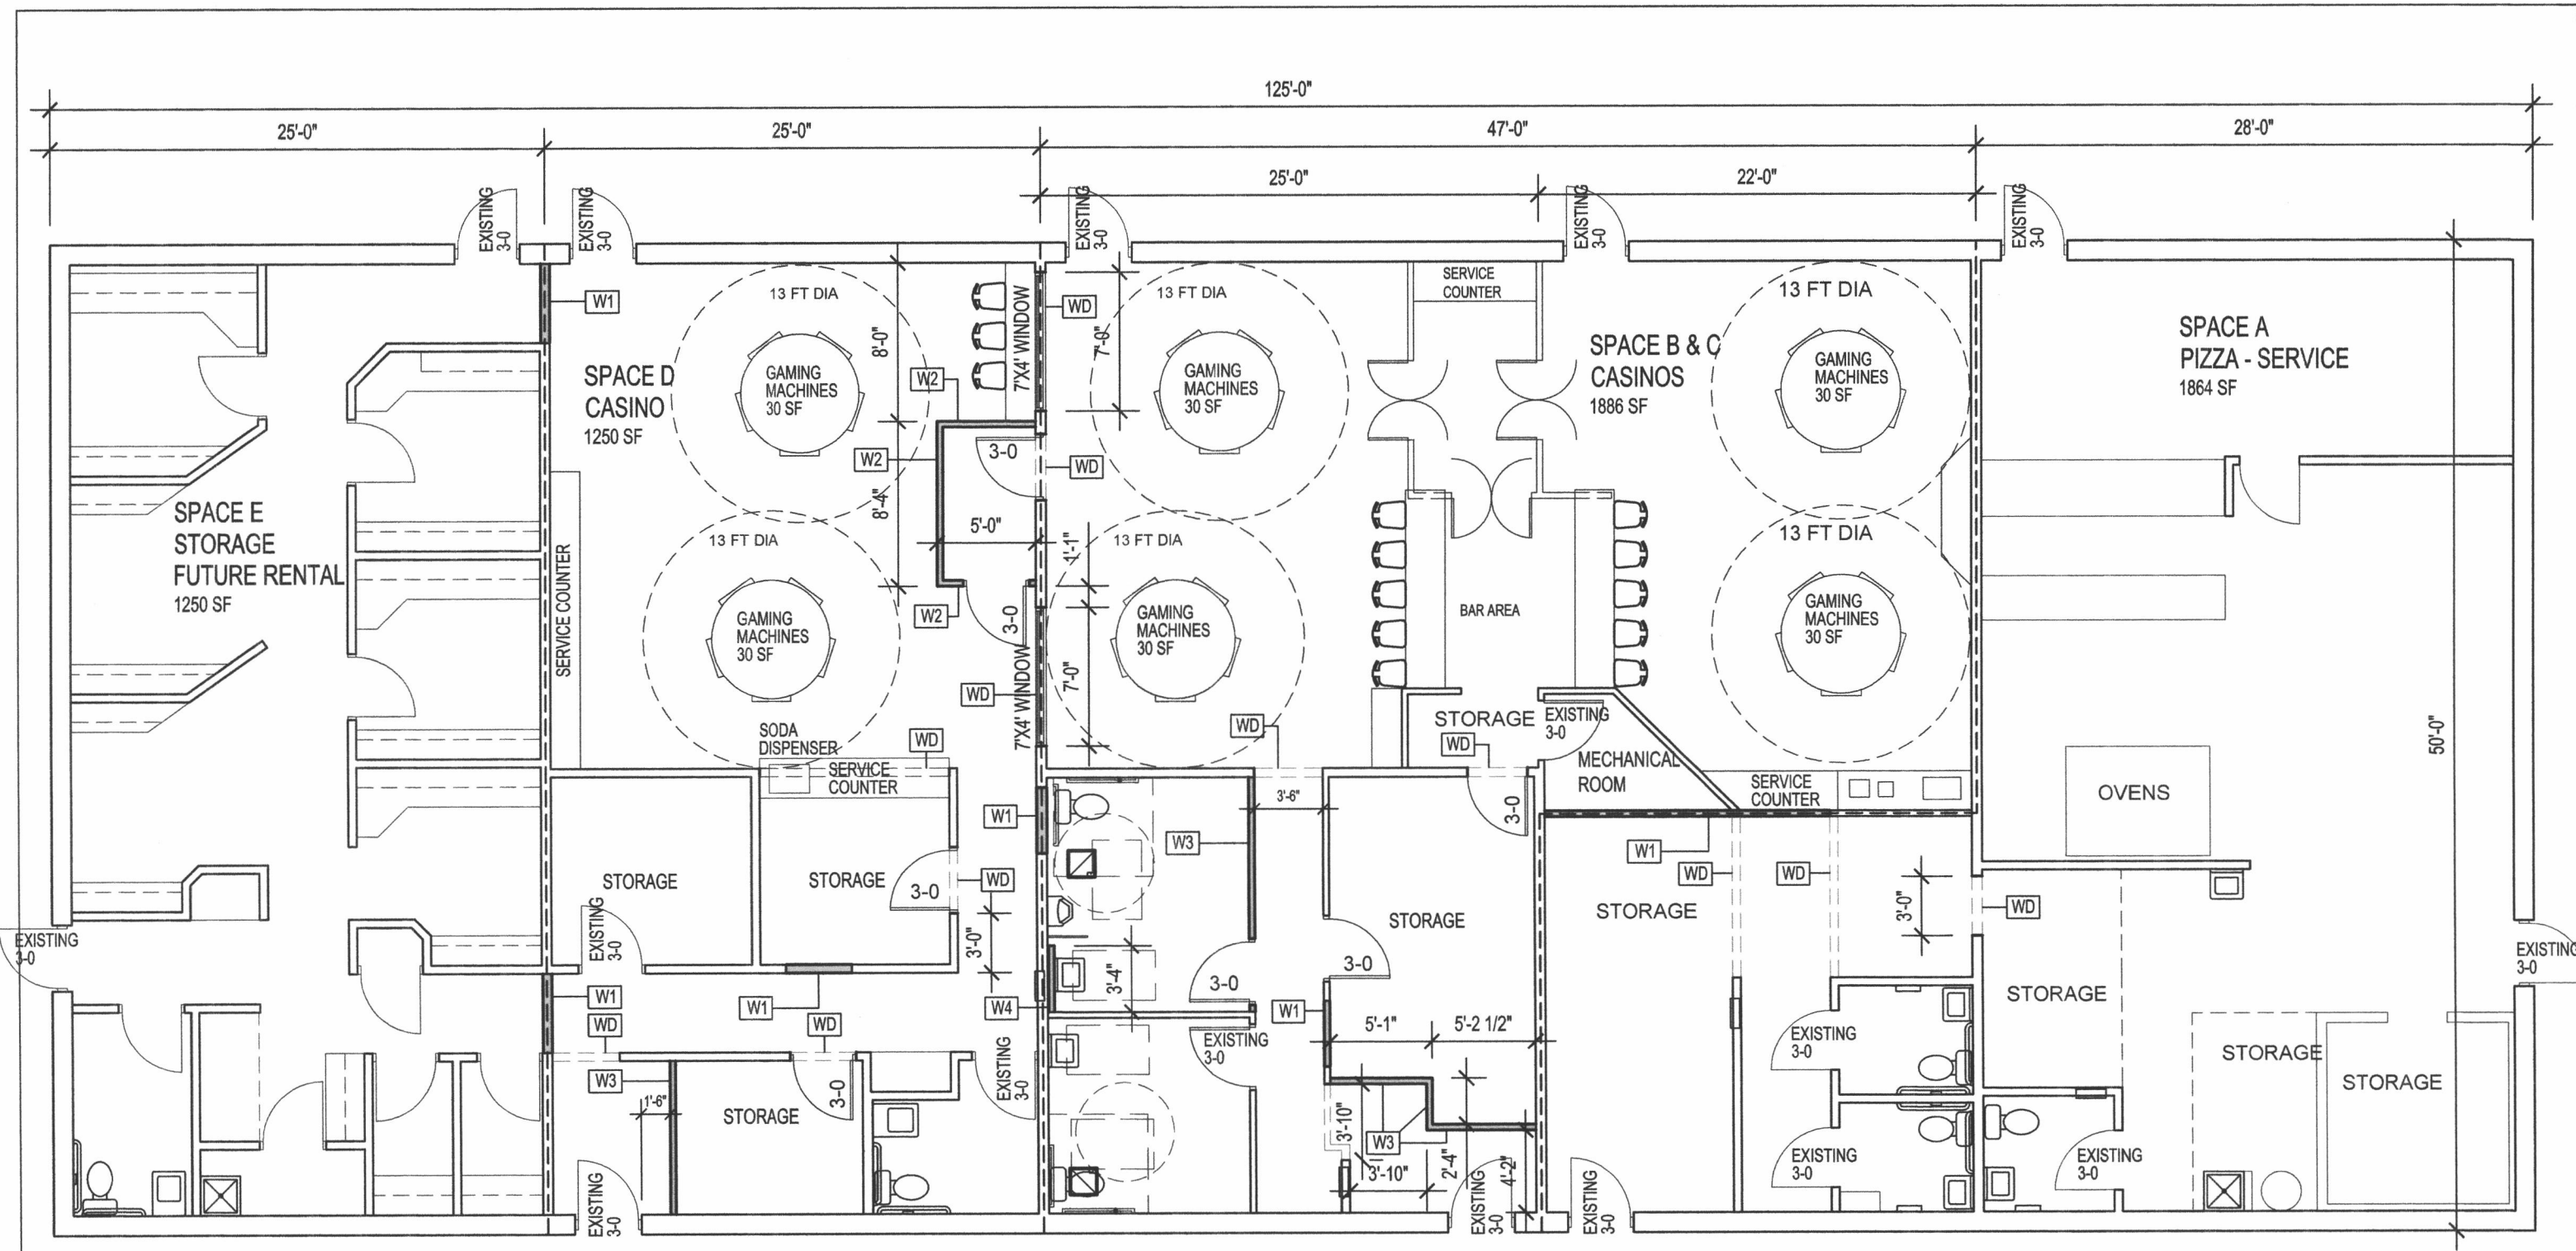 125'-0"
25'-0"
25'-0"
47'-0"
28'-0"
25'-0"
22'-0"
EXISTING
3-0
EXISTING
3-0
EXISTING
3-0
EXISTING
3-0
EXISTING
3-0
W1
13 FT DIA
8'-0"
7'X4' WINDOW
WD
7'-0"
13 FT DIA
SERVICE
COUNTER
13 FT DIA
SPACE D
CASINO
1250 SF
GAMING
MACHINES
30 SF
W2
GAMING
MACHINES
30 SF
SPACE B & C
CASINOS
1886 SF
GAMING
MACHINES
30 SF
SPACE A
PIZZA - SERVICE
1864 SF
W2
8'-4"
3-0
WD
SPACE E
STORAGE
FUTURE RENTAL
1250 SF
SERVICE COUNTER
13 FT DIA
5'-0"
1'-1"
13 FT DIA
13 FT DIA
GAMING
MACHINES
30 SF
W2
3-0
GAMING
MACHINES
30 SF
BAR AREA
GAMING
MACHINES
30 SF
WD
7'X4' WINDOW
7'-0"
SODA
DISPENSER
WD
SERVICE
COUNTER
WD
STORAGE
WD
EXISTING
3-0
MECHANICAL
ROOM
SERVICE
COUNTER
OVENS
50'-0"
W1
3'-6"
3-0
W3
W1
WD
WD
STORAGE
STORAGE
3-0
WD
3'-0"
STORAGE
STORAGE
3'-0"
WD
EXISTING
3-0
EXISTING
3-0
3'-4"
3-0
3-0
EXISTING
3-0
W1
WD
W1
WD
W4
W1
STORAGE
5'-1"
5'-2 1/2"
EXISTING
3-0
EXISTING
3-0
STORAGE
STORAGE
W3
1'-6"
STORAGE
3-0
EXISTING
3-0
3'-10"
W3
3'-10"
2'-4"
4'-2"
EXISTING
3-0
EXISTING
3-0
EXISTING
3-0
EXISTING
3-0
EXISTING
3-0